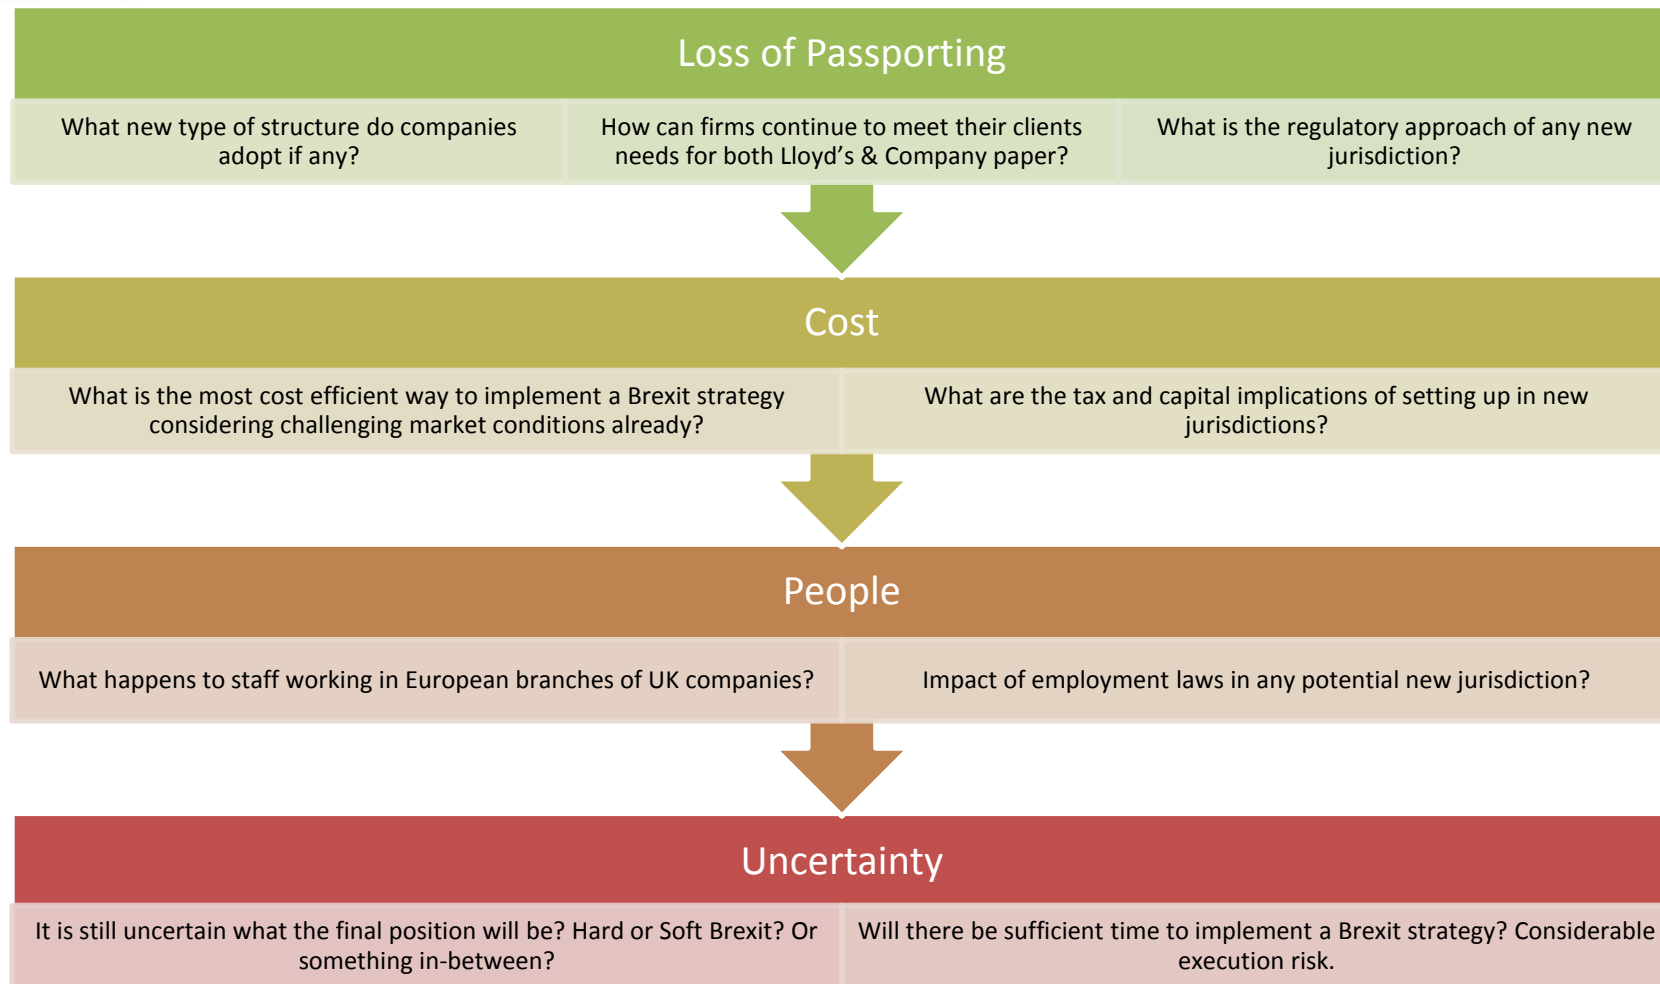 Loss of Passporting
What new type of structure do companies
adopt if any?
How can firms continue to meet their clients
needs for both Lloyd’s & Company paper?
What is the regulatory approach of any new
jurisdiction?
Cost
What is the most cost efficient way to implement a Brexit strategy
considering challenging market conditions already?
What are the tax and capital implications of setting up in new
jurisdictions?
People
What happens to staff working in European branches of UK companies?
Impact of employment laws in any potential new jurisdiction?
Uncertainty
It is still uncertain what the final position will be? Hard or Soft Brexit? Or
something in-between?
Will there be sufficient time to implement a Brexit strategy? Considerable
execution risk.